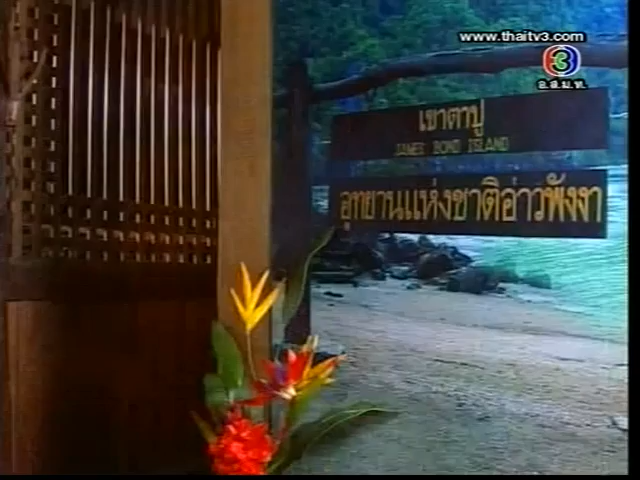 www.thaitv3.com
3
อ.ส.ม.ท.
เขาตาปู
JAMES BOND ISLAND
อุทยานแห่งชาติอ่าวพังงา